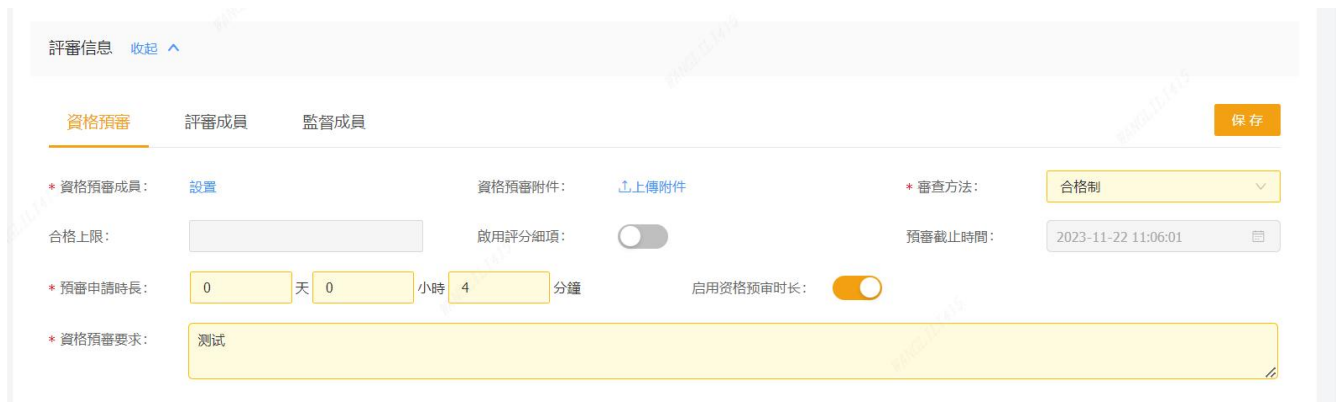 評審信息 收起
資格預審 評審成員 監督成員 保存
* 資格預審成員: 設置 資格預審附件: 上傳附件 * 審查方法: 合格制
合格上限: 啟用評分細項: 預審截止時間: 2023-11-22 11:06:01
* 預審申請時長: 0 天 0 小時 4 分鐘 启用资格预审时长:
* 資格預審要求: 测试